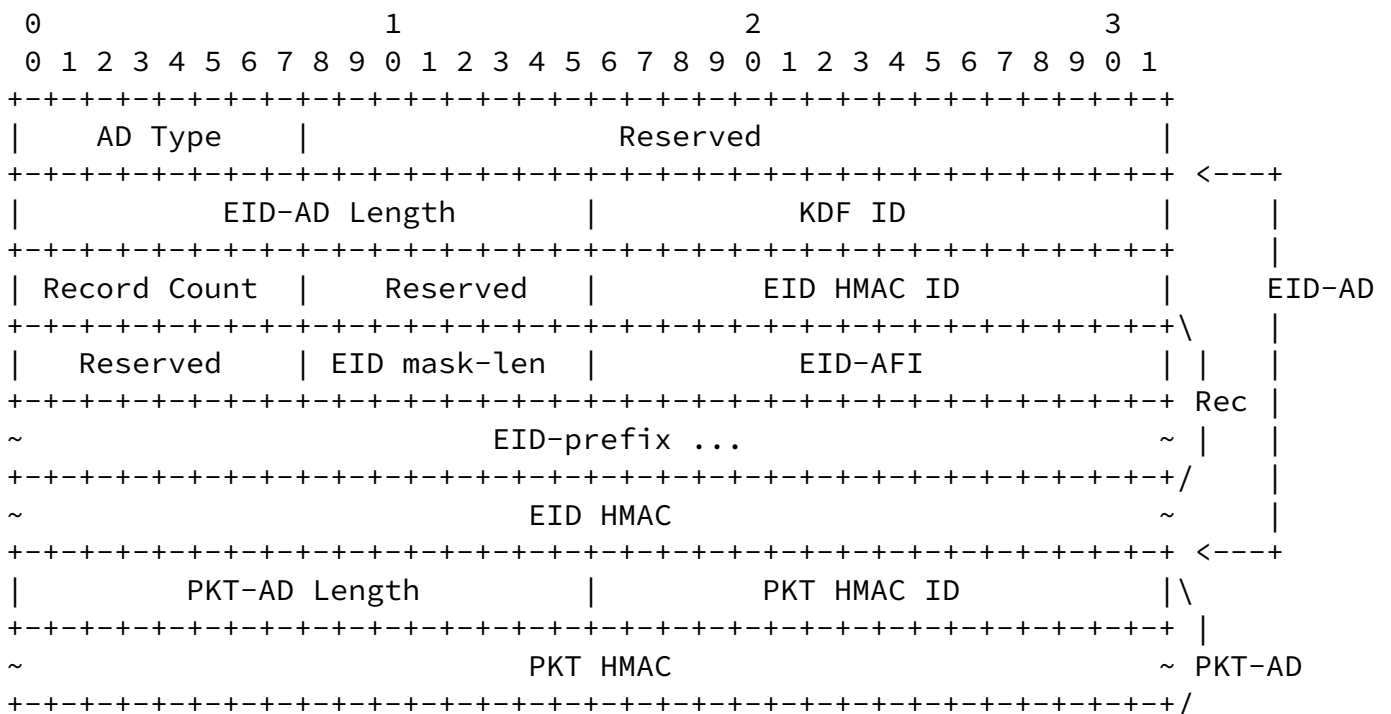 0                   1                   2                   3
 0 1 2 3 4 5 6 7 8 9 0 1 2 3 4 5 6 7 8 9 0 1 2 3 4 5 6 7 8 9 0 1
+-+-+-+-+-+-+-+-+-+-+-+-+-+-+-+-+-+-+-+-+-+-+-+-+-+-+-+-+-+-+-+-+
|    AD Type    |                 Reserved                      |
+-+-+-+-+-+-+-+-+-+-+-+-+-+-+-+-+-+-+-+-+-+-+-+-+-+-+-+-+-+-+-+-+ <---+
|           EID-AD Length       |           KDF ID              |     |
+-+-+-+-+-+-+-+-+-+-+-+-+-+-+-+-+-+-+-+-+-+-+-+-+-+-+-+-+-+-+-+-+     |
| Record Count  |    Reserved   |         EID HMAC ID           |     EID-AD
+-+-+-+-+-+-+-+-+-+-+-+-+-+-+-+-+-+-+-+-+-+-+-+-+-+-+-+-+-+-+-+-+\    |
|   Reserved    | EID mask-len  |           EID-AFI             | |   |
+-+-+-+-+-+-+-+-+-+-+-+-+-+-+-+-+-+-+-+-+-+-+-+-+-+-+-+-+-+-+-+-+ Rec |
~                          EID-prefix ...                       ~ |   |
+-+-+-+-+-+-+-+-+-+-+-+-+-+-+-+-+-+-+-+-+-+-+-+-+-+-+-+-+-+-+-+-+/    |
~                            EID HMAC                           ~     |
+-+-+-+-+-+-+-+-+-+-+-+-+-+-+-+-+-+-+-+-+-+-+-+-+-+-+-+-+-+-+-+-+ <---+
|         PKT-AD Length         |         PKT HMAC ID           |\
+-+-+-+-+-+-+-+-+-+-+-+-+-+-+-+-+-+-+-+-+-+-+-+-+-+-+-+-+-+-+-+-+ |
~                            PKT HMAC                           ~ PKT-AD
+-+-+-+-+-+-+-+-+-+-+-+-+-+-+-+-+-+-+-+-+-+-+-+-+-+-+-+-+-+-+-+-+/